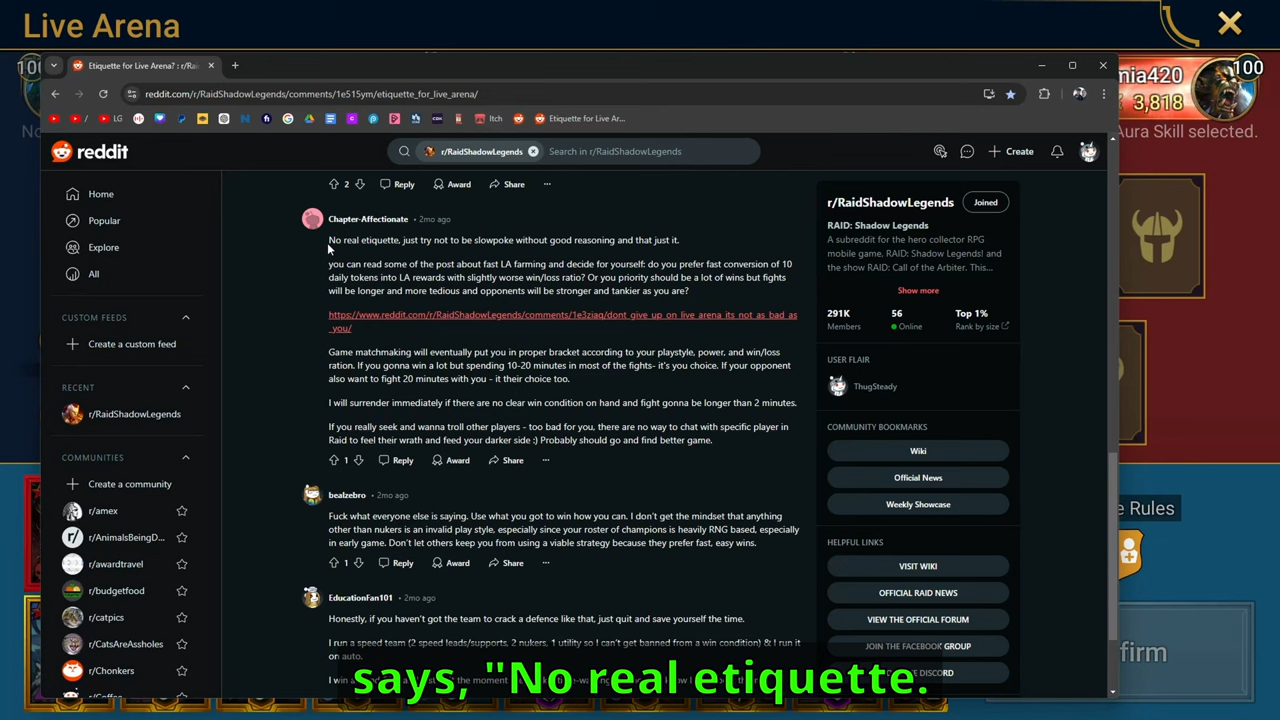 Live Arena
100
mia420
100
3,818
No
Aura Skill selected.
Etiquette for Live Arena? : r/Rai
reddit.com/r/RaidShadowLegends/comments/1e515ym/etiquette_for_live_arena/
/
LG
Itch
Etiquette for Live Ar...
reddit
r/RaidShadowLegends
Search in r/RaidShadowLegends
Create
Home
Popular
Explore
All
CUSTOM FEEDS
Create a custom feed
RECENT
r/RaidShadowLegends
COMMUNITIES
Create a community
r/amex
r/AnimalsBeingD...
r/awardtravel
r/budgetfood
r/catpics
r/CatsAreAssholes
r/Chonkers
2 Reply Award Share ...
Chapter-Affectionate • 2mo ago
No real etiquette, just try not to be slowpoke without good reasoning and that just it.
you can read some of the post about fast LA farming and decide for yourself: do you prefer fast conversion of 10
daily tokens into LA rewards with slightly worse win/loss ratio? Or you priority should be a lot of wins but fights
will be longer and more tedious and opponents will be stronger and tankier as you are?
https://www.reddit.com/r/RaidShadowLegends/comments/1e3ziaq/dont_give_up_on_live_arena_its_not_as_bad_as
_you/
Game matchmaking will eventually put you in proper bracket according to your playstyle, power, and win/loss
ration. If you gonna win a lot but spending 10-20 minutes in most of the fights- it's you choice. If your opponent
also want to fight 20 minutes with you - it their choice too.
I will surrender immediately if there are no clear win condition on hand and fight gonna be longer than 2 minutes.
If you really seek and wanna troll other players - too bad for you, there are no way to chat with specific player in
Raid to feel their wrath and feed your darker side :) Probably should go and find better game.
1 Reply Award Share ...
bealzebro • 2mo ago
Fuck what everyone else is saying. Use what you got to win how you can. I don't get the mindset that anything
other than nukers is an invalid play style, especially since your roster of champions is heavily RNG based, especially
in early game. Don't let others keep you from using a viable strategy because they prefer fast, easy wins.
1 Reply Award Share ...
EducationFan101 • 2mo ago
Honestly, if you haven't got the team to crack a defence like that, just quit and save yourself the time.
I run a speed team (2 speed leads/supports, 2 nukers, 1 utility so I can't get banned from a win condition) & I run it
on auto.
r/RaidShadowLegends
Joined
RAID: Shadow Legends
A subreddit for the hero collector RPG
mobile game, RAID: Shadow Legends! and
the show RAID: Call of the Arbiter. This...
Show more
291K 56 Top 1%
Members Online Rank by size
USER FLAIR
ThugSteady
COMMUNITY BOOKMARKS
Wiki
Official News
Weekly Showcase
HELPFUL LINKS
VISIT WIKI
OFFICIAL RAID NEWS
VIEW THE OFFICIAL FORUM
JOIN THE FACEBOOK GROUP
Rules
says, "No real etiquette.